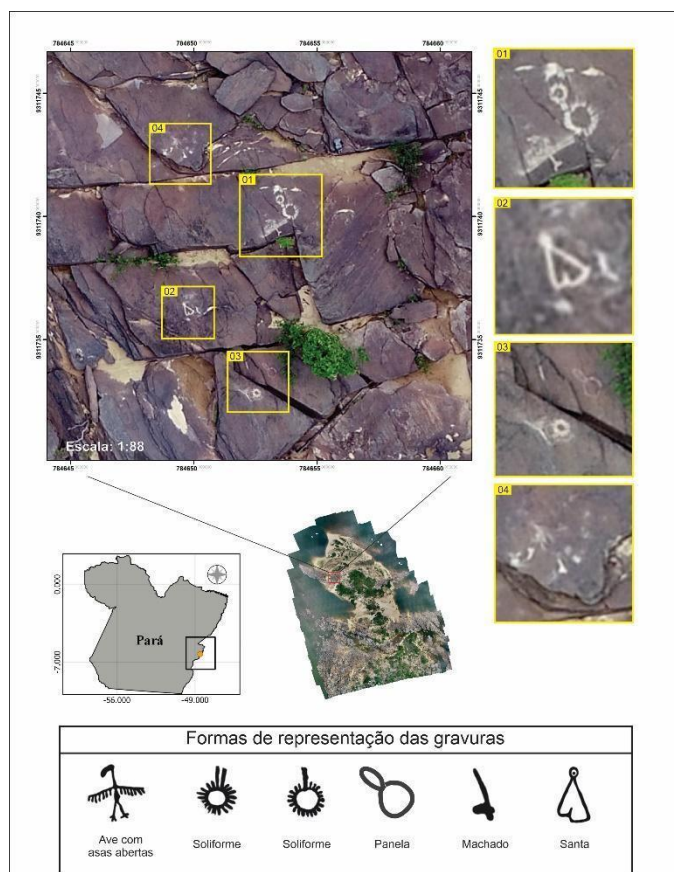 784645 784650 784655 784660
01
9311745
04
01
02
9311740
02
03
9311735
03
Escala: 1:88
04
784645 784650 784655 784660
0.000
Pará
-7.000
-56.000 -49.000
Formas de representação das gravuras
Ave com
asas abertas
Soliforme
Soliforme
Panela
Machado
Santa